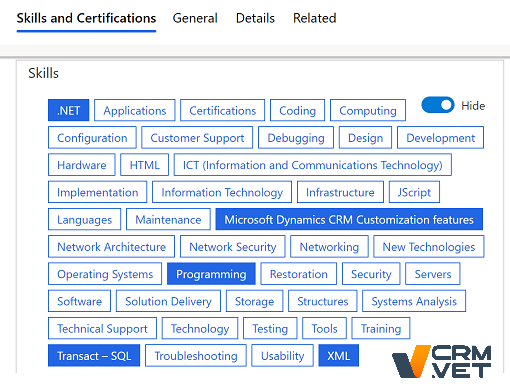 Skills and Certifications General Details Related
Skills
.NET Applications Certifications Coding Computing Hide
Configuration Customer Support Debugging Design Development
Hardware HTML ICT (Information and Communications Technology)
Implementation Information Technology Infrastructure JScript
Languages Maintenance Microsoft Dynamics CRM Customization features
Network Architecture Network Security Networking New Technologies
Operating Systems Programming Restoration Security Servers
Software Solution Delivery Storage Structures Systems Analysis
Technical Support Technology Testing Tools Training
Transact – SQL Troubleshooting Usability XML
CRM
VET